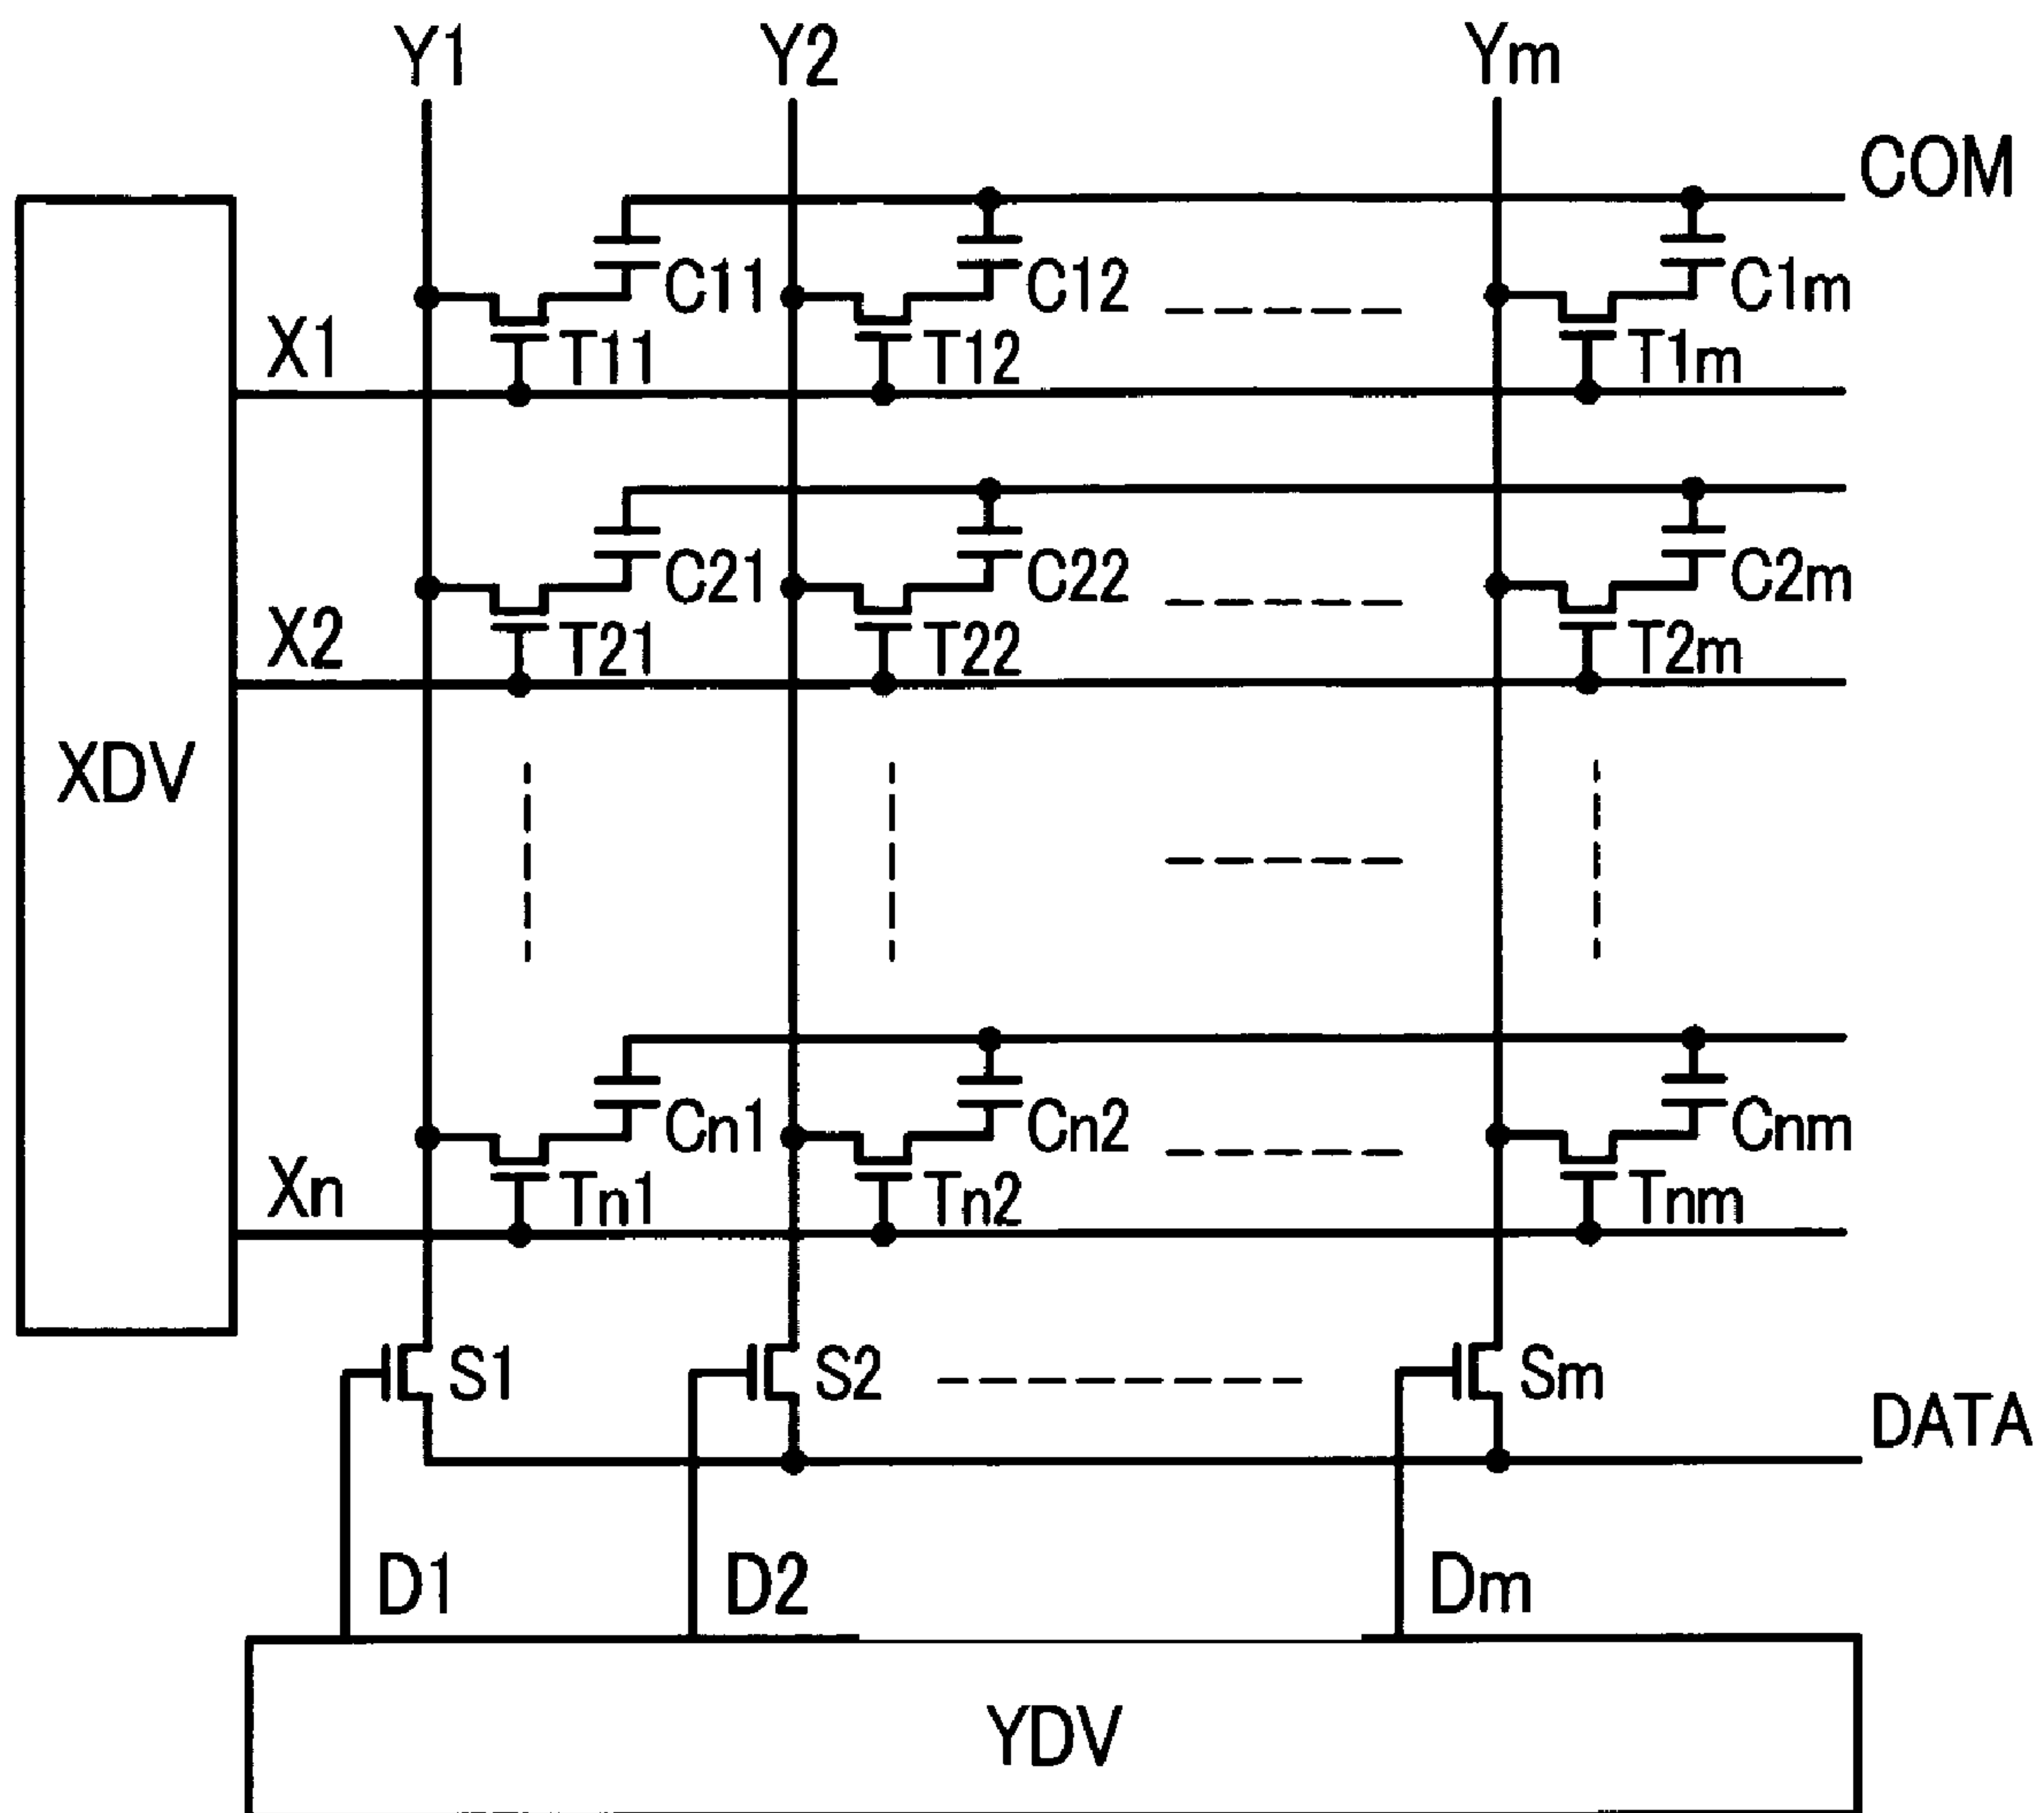 Y1 Y2 Ym
COM
C11 C12 C1m
X1 T11 T12 T1m
C21 C22 C2m
X2 T21 T22 T2m
XDV
Cn1 Cn2 Cnm
Xn Tn1 Tn2 Tnm
S1 S2 Sm
DATA
D1 D2 Dm
YDV